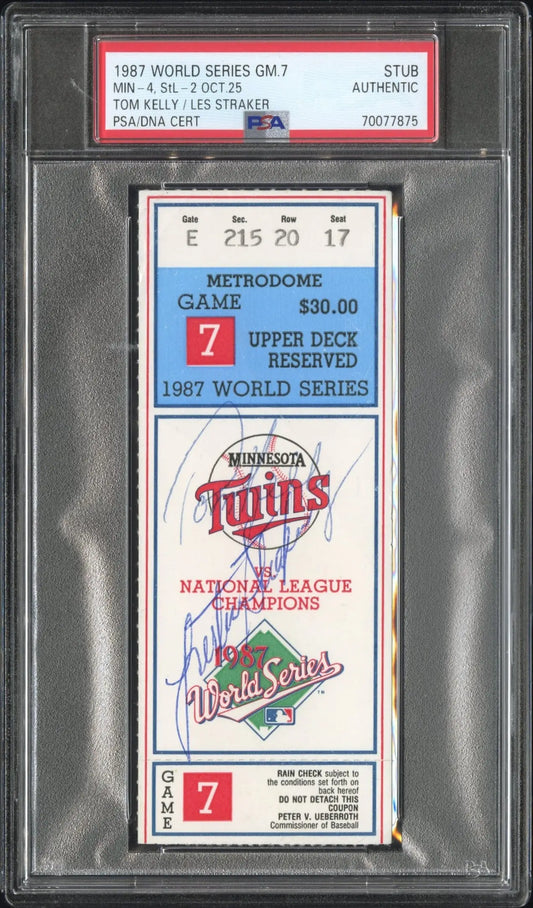 1987 WORLD SERIES GM.7 STUB
MIN-4, StL-2 OCT.25 AUTHENTIC
TOM KELLY/LES STRAKER
PSA/DNA CERT PSA 70077875
Gate Sec. Row Seat
E 215 20 17
METRODOME
GAME $30.00
7 UPPER DECK
RESERVED
1987 WORLD SERIES
Tom Kelly
MINNESOTA
Twins
VS.
NATIONAL LEAGUE
CHAMPIONS
1987
World Series
TM
GAME
7
RAIN CHECK subject to
the conditions set forth on
back hereof
DO NOT DETACH THIS
COUPON
PETER V. UEBERROTH
Commissioner of Baseball